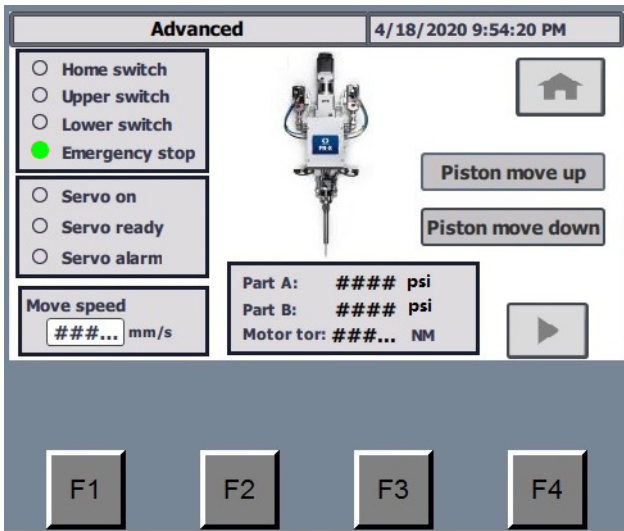 Advanced
4/18/2020 9:54:20 PM
Home switch
Upper switch
Lower switch
Emergency stop
Servo on
Servo ready
Servo alarm
Move speed
###... mm/s
PR-X
Part A: #### psi
Part B: #### psi
Motor tor: ###... NM
Piston move up
Piston move down
F1
F2
F3
F4